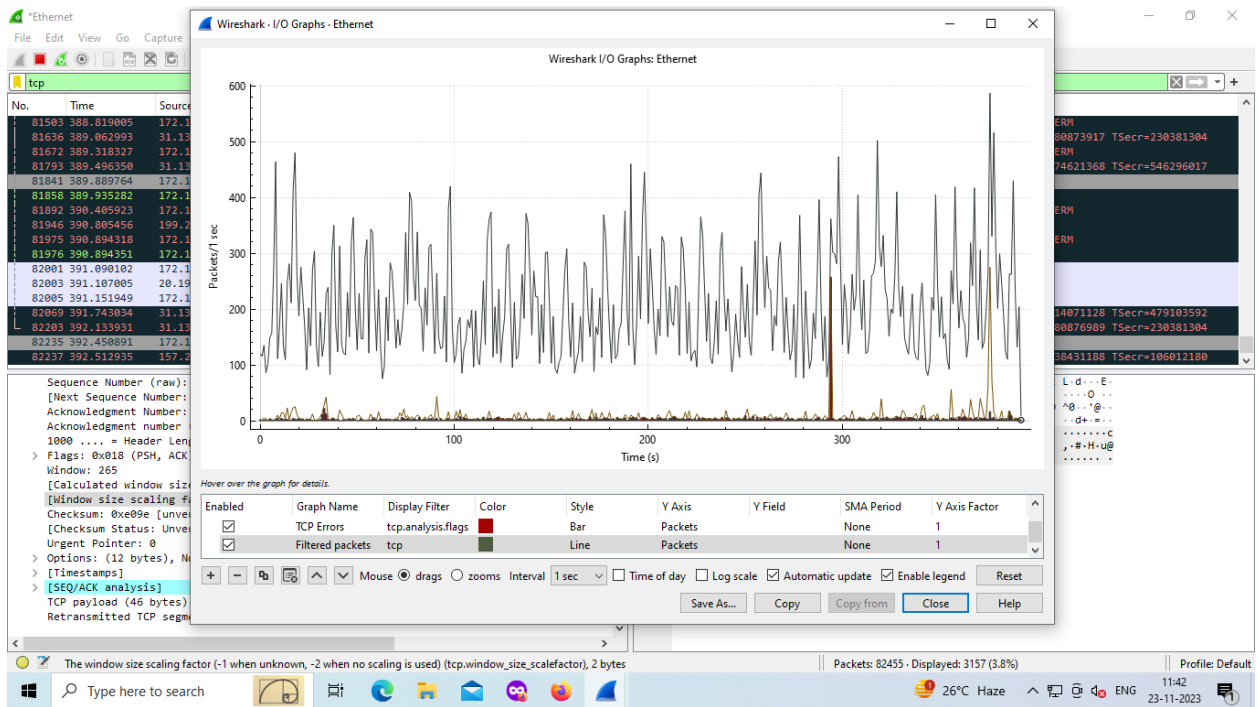 *Ethernet
File Edit View Go Capture
tcp
No. Time Source
81503 388.819005 172.1 ERM
81636 389.062993 31.13 80873917 TSecr=230381304
81672 389.318327 172.1 ERM
81793 389.496350 31.13 74621368 TSecr=546296017
81841 389.889764 172.1
81858 389.935282 172.1
81892 390.405923 172.1 ERM
81946 390.805456 199.2
81975 390.894318 172.1 ERM
81976 390.894351 172.1
82001 391.090102 172.1
82003 391.107005 20.19
82005 391.151949 172.1
82069 391.743034 31.13 14071128 TSecr=479103592
82203 392.133931 31.13 80876989 TSecr=230381304
82235 392.450891 172.1
82237 392.512935 157.2 38431188 TSecr=106012180
Wireshark · I/O Graphs · Ethernet
Wireshark I/O Graphs: Ethernet
Packets/1 sec
600
500
400
300
200
100
0
0 100 200 300
Time (s)
Hover over the graph for details.
Enabled Graph Name Display Filter Color Style Y Axis Y Field SMA Period Y Axis Factor
TCP Errors tcp.analysis.flags Bar Packets None 1
Filtered packets tcp Line Packets None 1
+ − Mouse drags zooms Interval 1 sec Time of day Log scale Automatic update Enable legend Reset
Save As... Copy Copy from Close Help
Sequence Number (raw):
[Next Sequence Number:
Acknowledgment Number:
Acknowledgment number
1000 .... = Header Leng
Flags: 0x018 (PSH, ACK
Window: 265
[Calculated window size
[Window size scaling fa
Checksum: 0xe09e [unver
[Checksum Status: Unver
Urgent Pointer: 0
Options: (12 bytes), No
[Timestamps]
[SEQ/ACK analysis]
TCP payload (46 bytes)
Retransmitted TCP segme
L·d···E·
····O ··
^0··'@··
··d+·=··
·······c
,·#·H·u@
······ ·
The window size scaling factor (-1 when unknown, -2 when no scaling is used) (tcp.window_size_scalefactor), 2 bytes
Packets: 82455 · Displayed: 3157 (3.8%)
Profile: Default
Type here to search
26°C Haze
ENG
11:42
23-11-2023
1